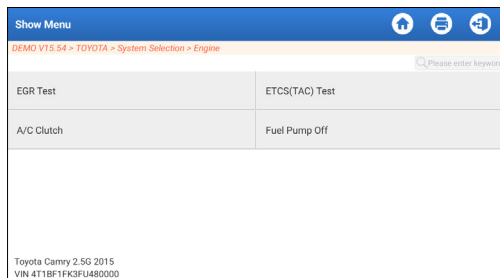 Show Menu
DEMO V15.54 > TOYOTA > System Selection > Engine
Please enter keywor
EGR Test
ETCS(TAC) Test
A/C Clutch
Fuel Pump Off
Toyota Camry 2.5G 2015
VIN 4T1BF1FK3FU480000